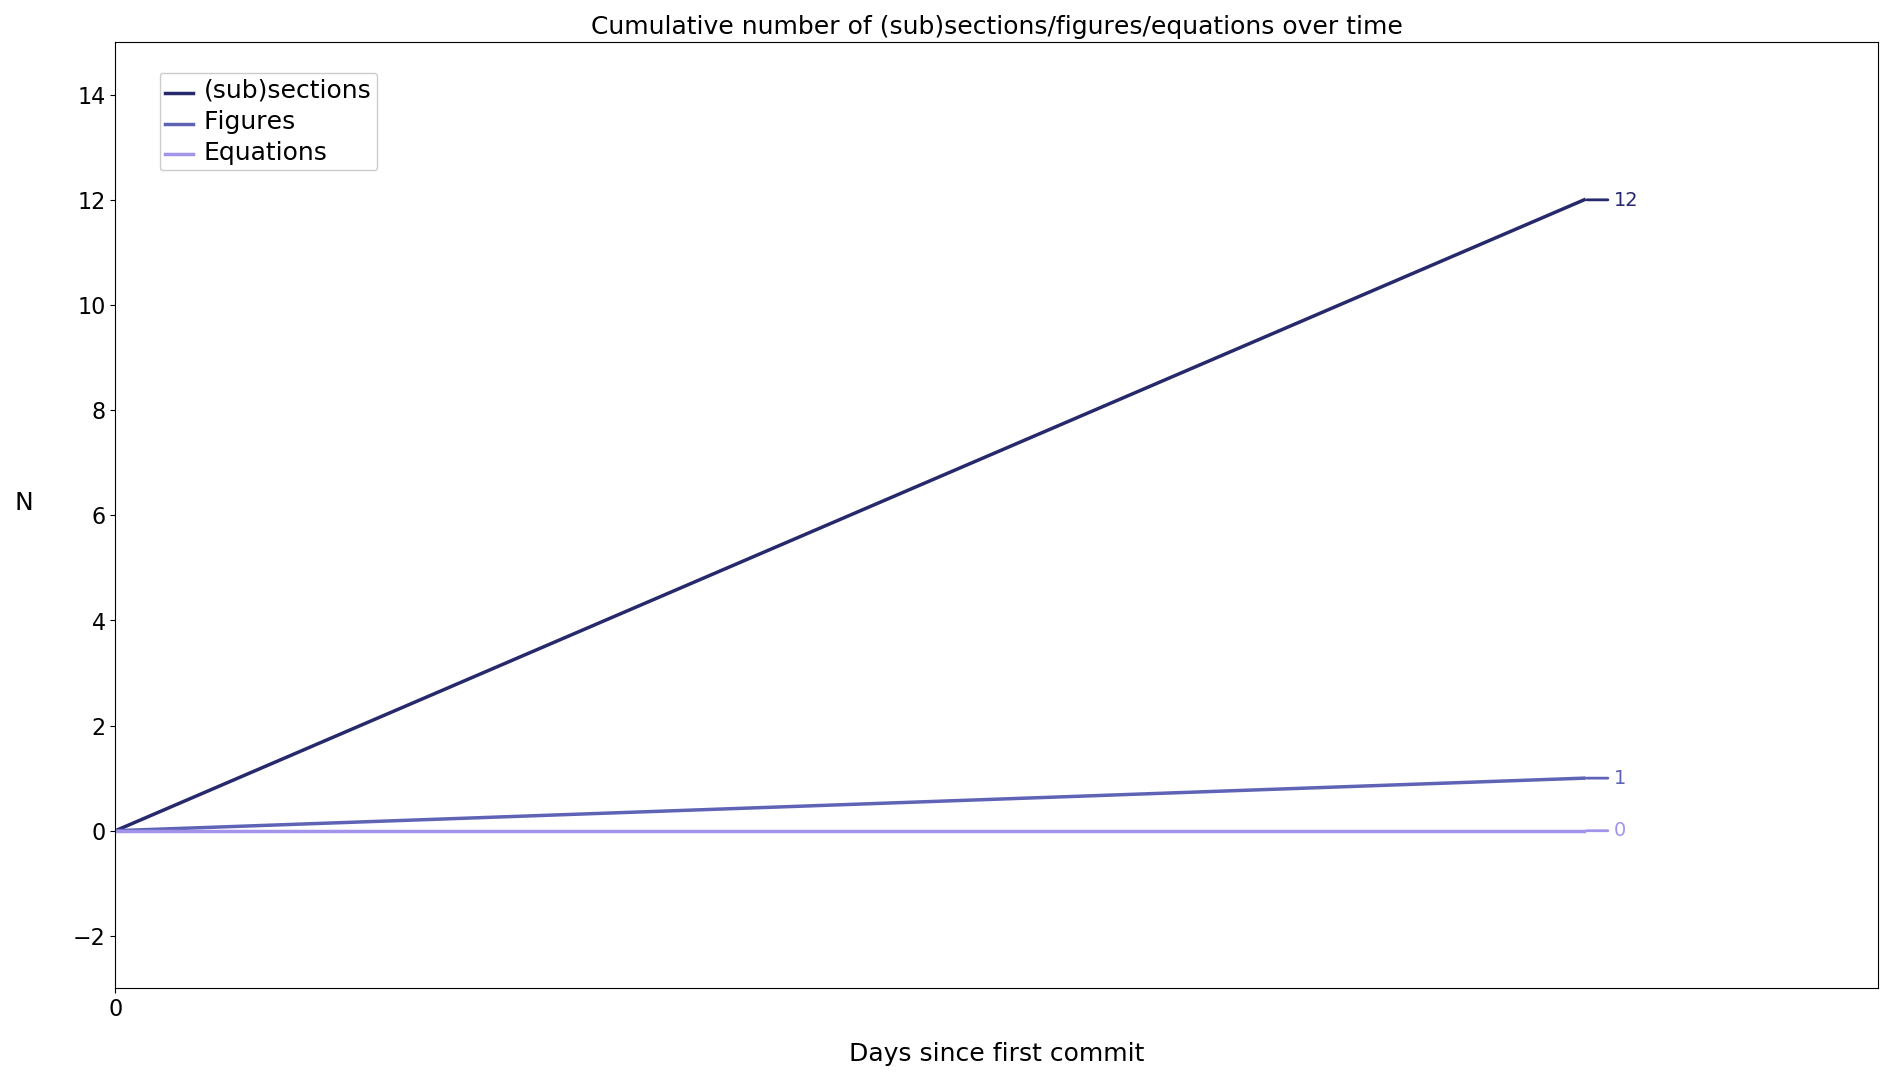 Cumulative number of (sub)sections/figures/equations over time
(sub)sections
Figures
Equations
14
12
10
8
6
4
2
0
−2
N
12
1
0
0
Days since first commit